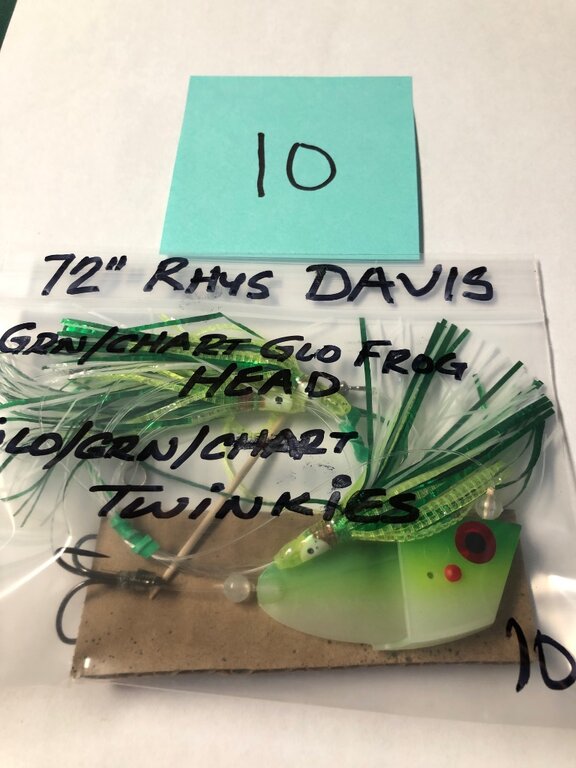 10
72" RHYS DAVIS
GRN/CHART GLO FROG
HEAD
GLO/GRN/CHART
TWINKIES
10